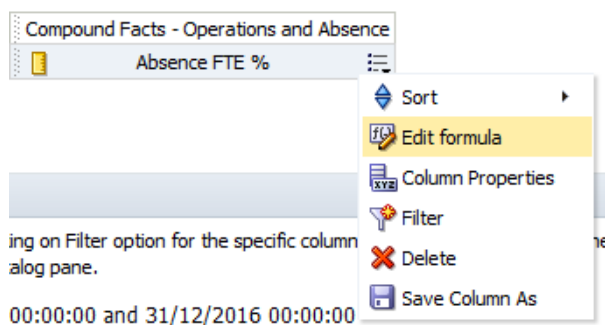 Compound Facts - Operations and Absence
Absence FTE %
Sort
Edit formula
Column Properties
Filter
Delete
Save Column As
ing on Filter option for the specific column
alog pane.
00:00:00 and 31/12/2016 00:00:00